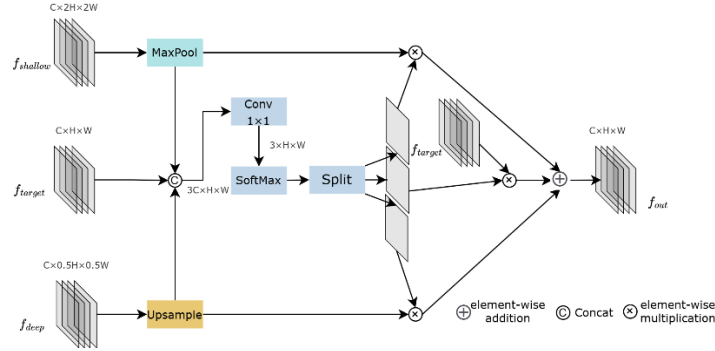 C×2H×2W
f_shallow
MaxPool
Conv
1×1
C×H×W
f_target
C
3C×H×W
3×H×W
SoftMax
Split
f_target
C×H×W
f_out
C×0.5H×0.5W
f_deep
Upsample
element-wise
addition
C Concat
element-wise
multiplication